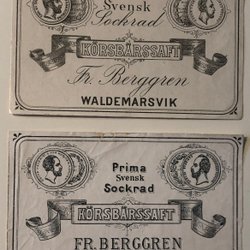 Svensk
Sockrad
KÖRSBÄRSSAFT
Fr. Berggren
WALDEMARSVIK
Prima
Svensk
Sockrad
KÖRSBÄRSSAFT
FR. BERGGREN